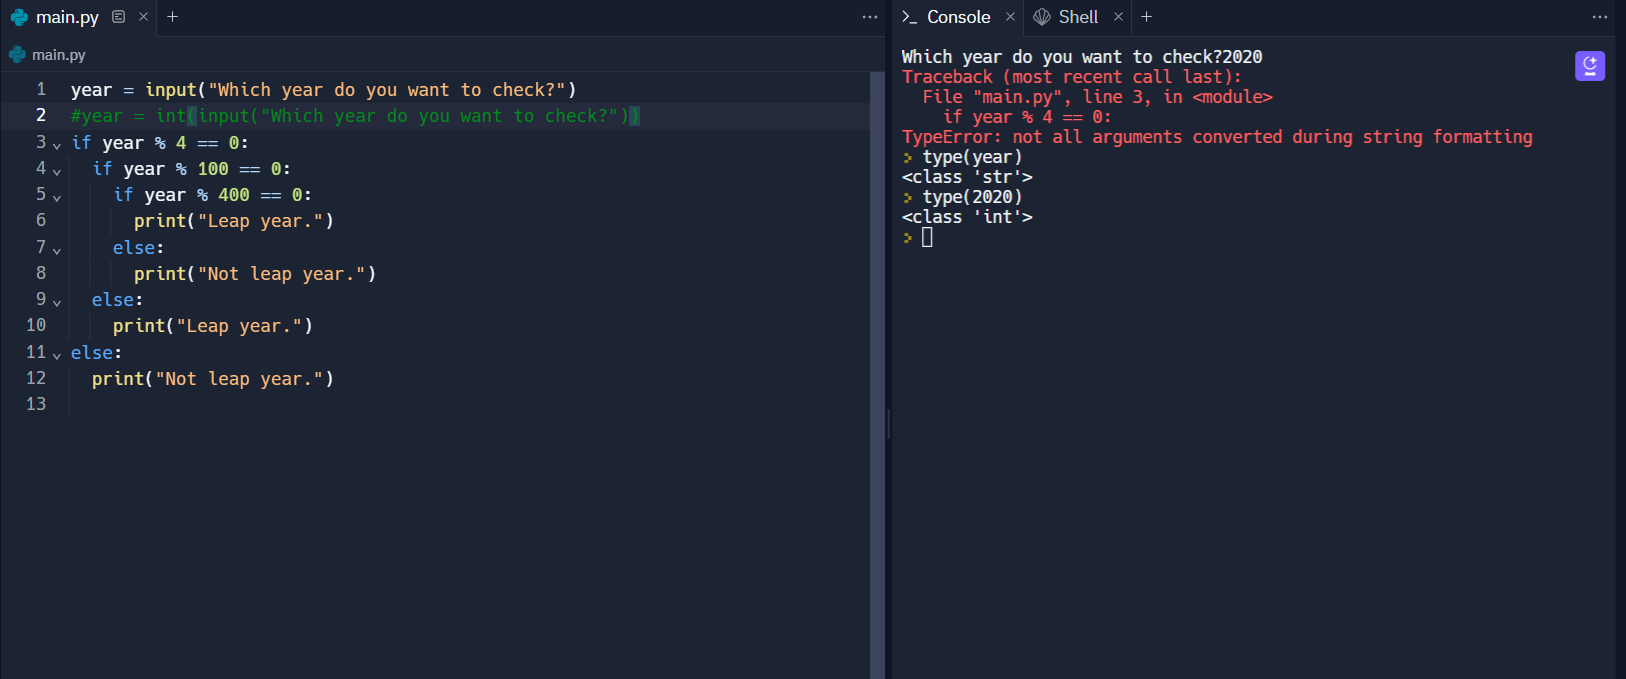 main.py
main.py
1 year = input("Which year do you want to check?")
2 #year = int(input("Which year do you want to check?"))
3 if year % 4 == 0:
4   if year % 100 == 0:
5     if year % 400 == 0:
6       print("Leap year.")
7     else:
8       print("Not leap year.")
9   else:
10     print("Leap year.")
11 else:
12   print("Not leap year.")
13
Console
Shell
Which year do you want to check?2020
Traceback (most recent call last):
  File "main.py", line 3, in <module>
    if year % 4 == 0:
TypeError: not all arguments converted during string formatting
type(year)
<class 'str'>
type(2020)
<class 'int'>